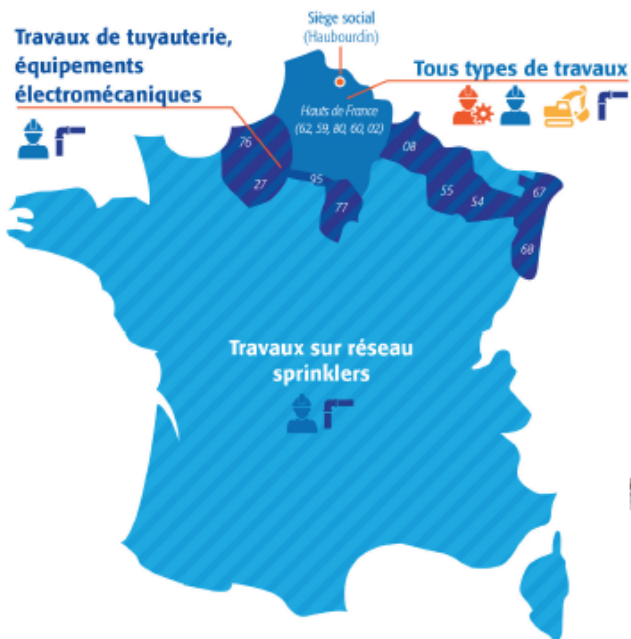 Siège social
(Haubourdin)
Travaux de tuyauterie,
équipements
électromécaniques
Tous types de travaux
Hauts de France
(62, 59, 80, 60, 02)
76
27
95
77
08
55
54
67
68
Travaux sur réseau
sprinklers